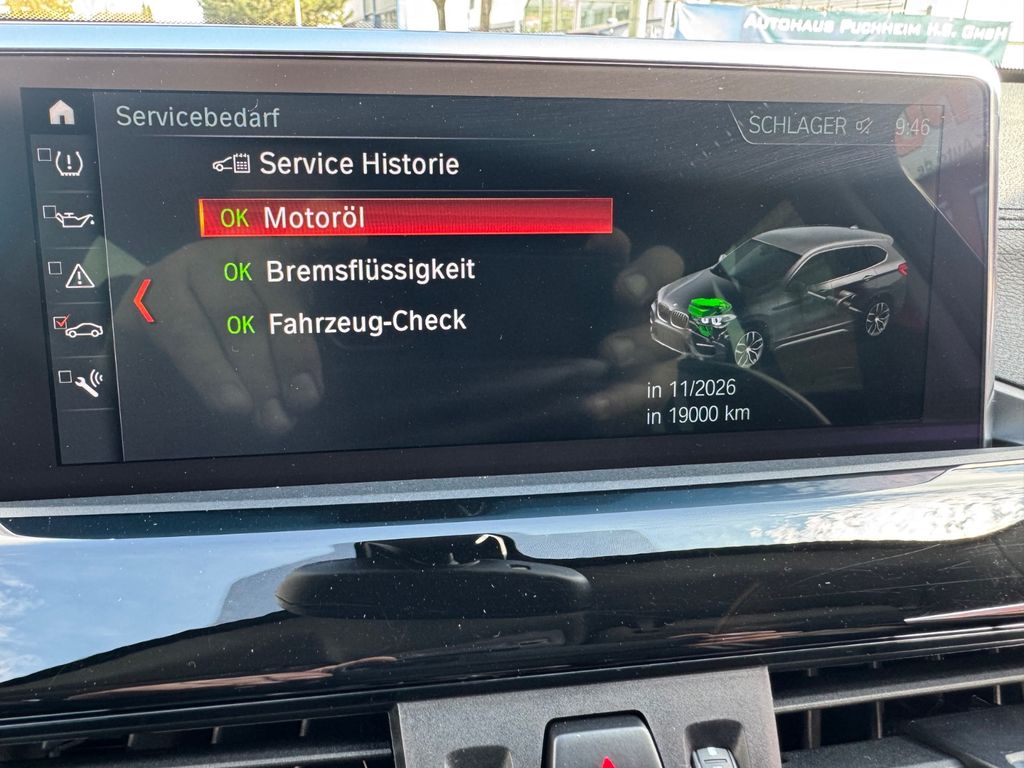 AUTOHAUS PUCHHEIM H.S. GMBH
Servicebedarf
SCHLAGER 9:46
Service Historie
OK Motoröl
OK Bremsflüssigkeit
OK Fahrzeug-Check
in 11/2026
in 19000 km